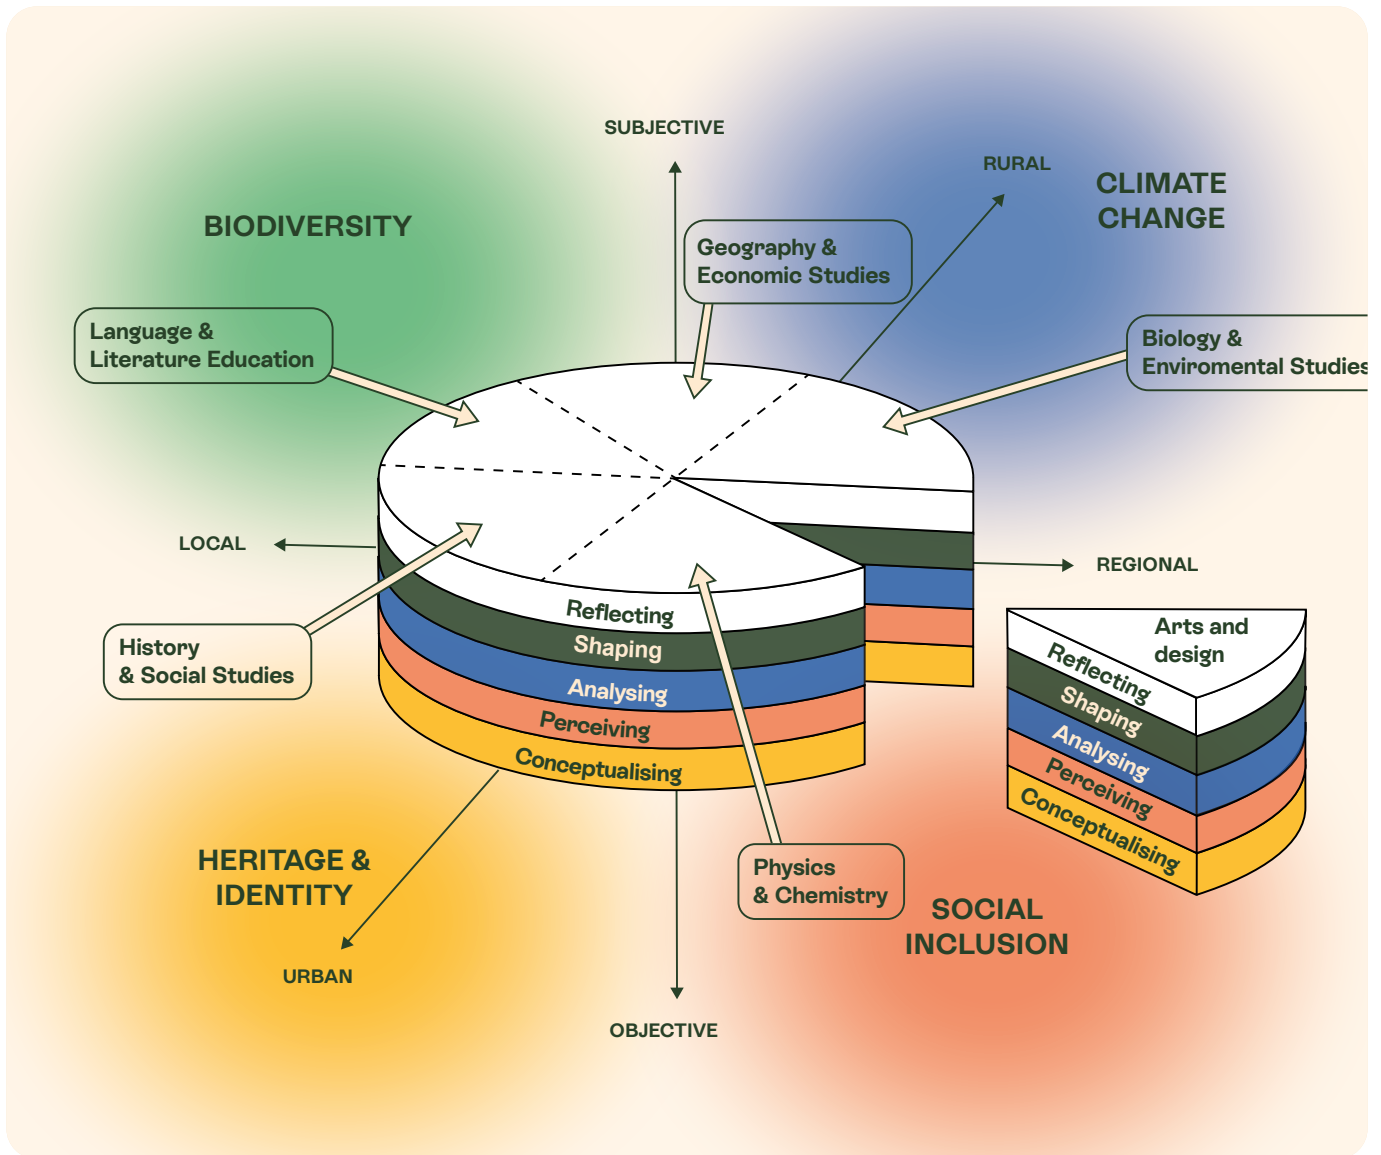 SUBJECTIVE
RURAL
CLIMATE
CHANGE
BIODIVERSITY
Geography &
Economic Studies
Language &
Literature Education
Biology &
Enviromental Studies
LOCAL
REGIONAL
History
& Social Studies
Reflecting
Shaping
Analysing
Perceiving
Conceptualising
Arts and
design
Reflecting
Shaping
Analysing
Perceiving
Conceptualising
HERITAGE &
IDENTITY
URBAN
Physics
& Chemistry
SOCIAL
INCLUSION
OBJECTIVE